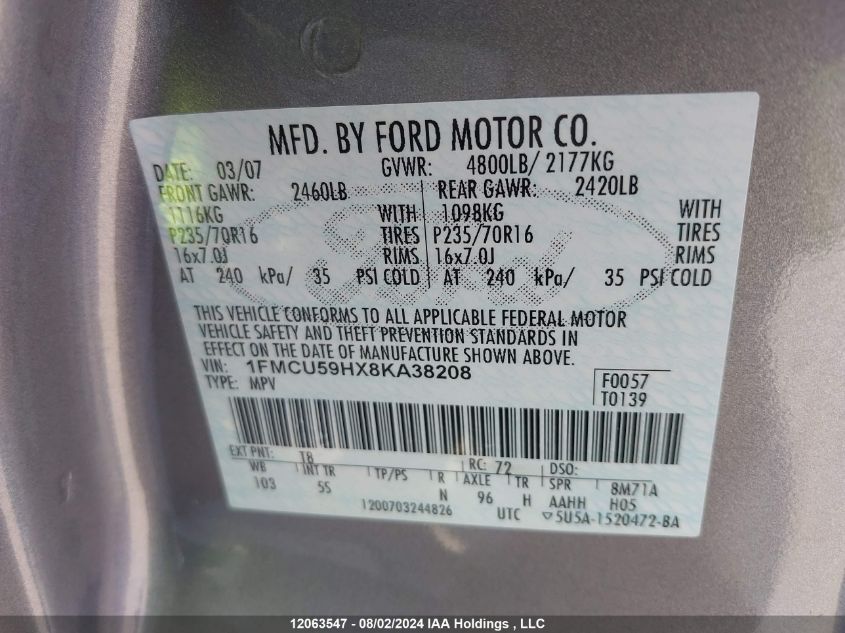 MFD. BY FORD MOTOR CO.
DATE: 03/07 GVWR: 4800LB/ 2177KG
FRONT GAWR: 2460LB REAR GAWR: 2420LB
1116KG WITH 1098KG WITH
P235/70R16 TIRES P235/70R16 TIRES
16x7.0J RIMS 16x7.0J RIMS
AT 240 kPa/ 35 PSI COLD AT 240 kPa/ 35 PSI COLD
Ford
THIS VEHICLE CONFORMS TO ALL APPLICABLE FEDERAL MOTOR
VEHICLE SAFETY AND THEFT PREVENTION STANDARDS IN
EFFECT ON THE DATE OF MANUFACTURE SHOWN ABOVE.
VIN: 1FMCU59HX8KA38208 F0057
TYPE: MPV T0139
EXT PNT: T8 RC: 72 DSO:
WB INT TR TP/PS R AXLE TR SPR 8M71A
103 5S N 96 H AAHH H05
1200703244826 UTC ▽5U5A-1520472-BA
12063547 - 08/02/2024 IAA Holdings , LLC